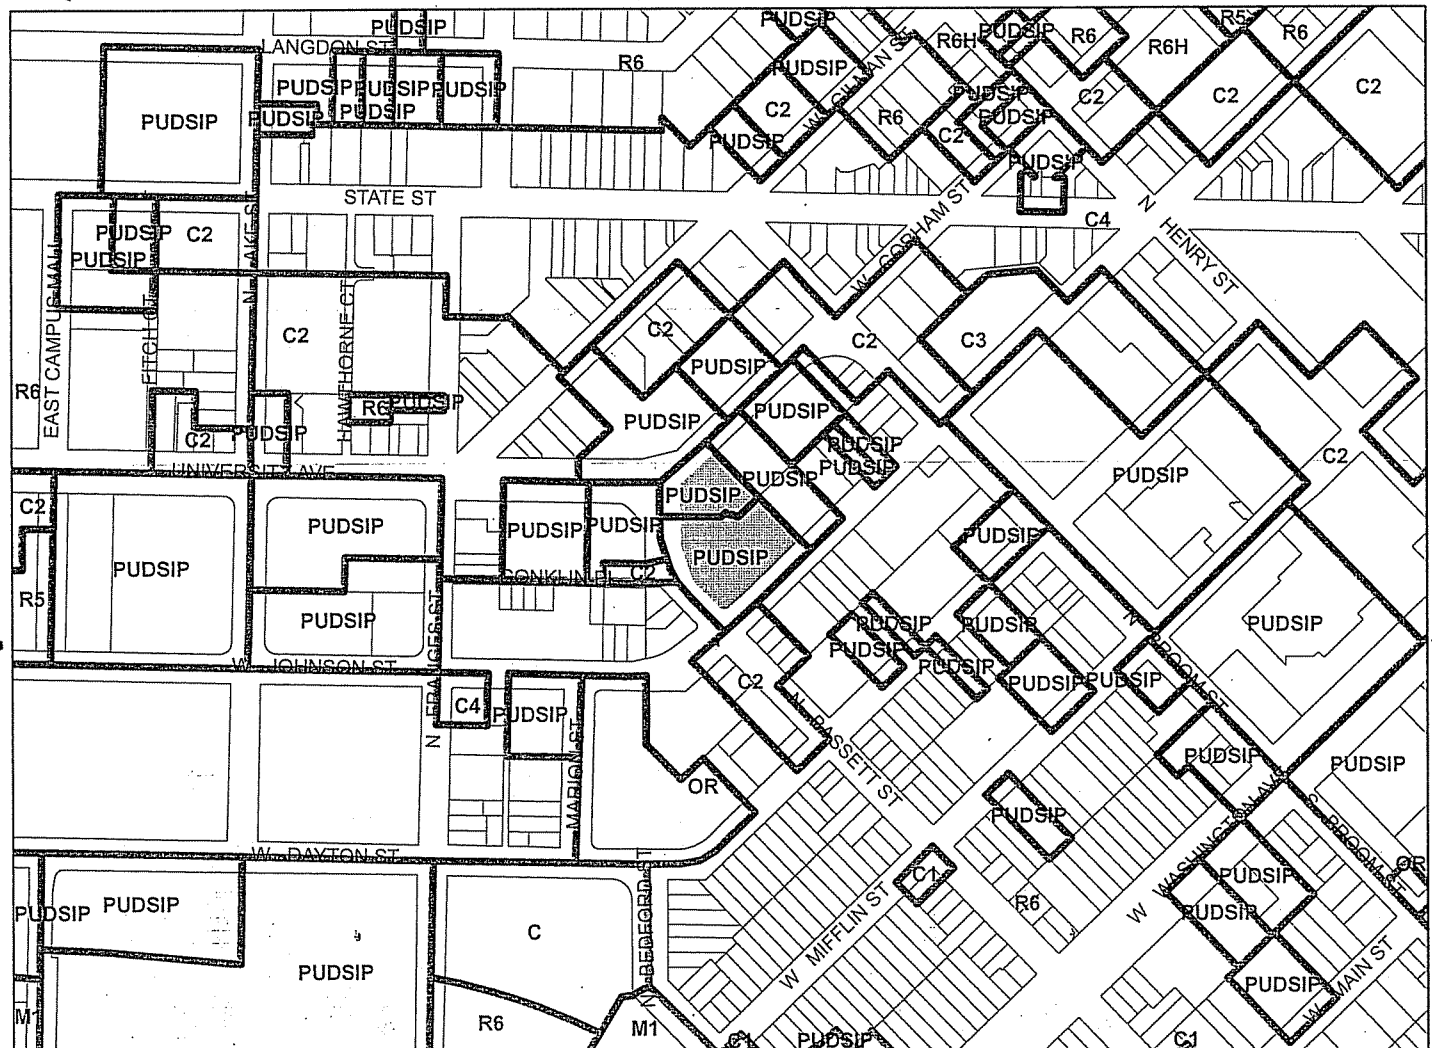 PUDSIP
PUDSIP
R5
LANGDON ST
R6H
PUDSIP
R6
R6H
R6
R6
PUDSIP
W GILMAN ST
C2
PUDSIP
PUDSIP
PUDSIP
PUDSIP
PUDSIP
PUDSIP
PUDSIP
C2
R6
PUDSIP
C2
C2
PUDSIP
C2
PUDSIP
PUDSIP
STATE ST
W GORHAM ST
C4
N HENRY ST
PUDSIP
C2
N LAKE ST
PUDSIP
EAST CAMPUS MALL
FITCH CT
C2
HAWTHORNE CT
C2
C2
C3
PUDSIP
R6
R6
PUDSIP
PUDSIP
PUDSIP
C2
PUDSIP
PUDSIP
PUDSIP
C2
UNIVERSITY AVE
PUDSIP
PUDSIP
PUDSIP
C2
PUDSIP
PUDSIP
PUDSIP
PUDSIP
PUDSIP
PUDSIP
C2
CONKLIN PL
R5
PUDSIP
N FRANCES ST
PUDSIP
PUDSIP
PUDSIP
N BROOM ST
PUDSIP
PUDSIP
PUDSIP
W JOHNSON ST
C2
PUDSIP
PUDSIP
C4
PUDSIP
MARION ST
N BASSETT ST
PUDSIP
PUDSIP
OR
PUDSIP
W WASHINGTON AVE
S BROOM ST
W DAYTON ST
OR
C1
PUDSIP
PUDSIP
PUDSIP
R6
PUDSIP
C
N BEDFORD ST
W MIFFLIN ST
PUDSIP
PUDSIP
W MAIN ST
M1
R6
M1
C1
PUDSIP
C1